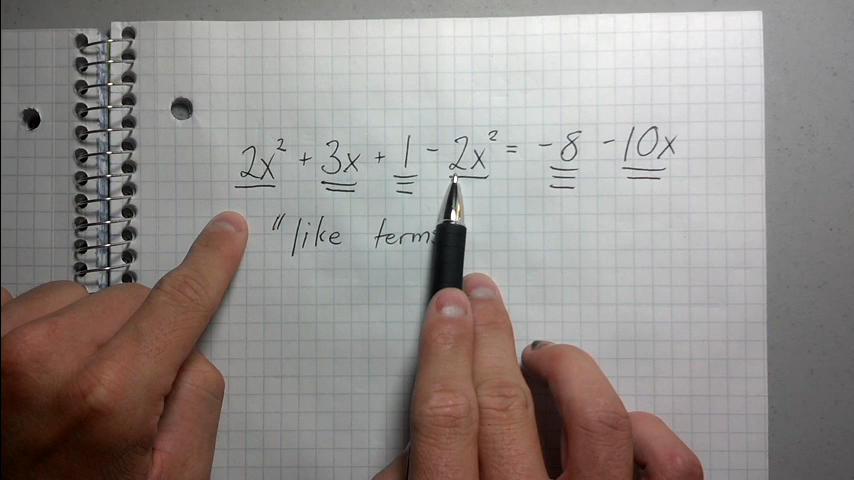 2x² + 3x + 1 - 2x² = -8 - 10x
"like